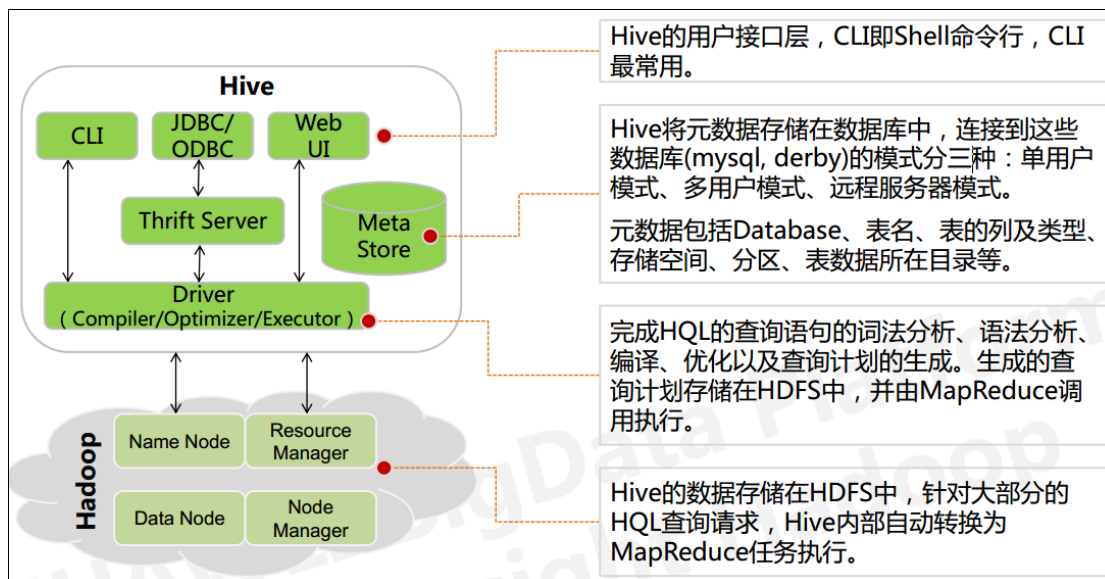 Hive
CLI
JDBC/
ODBC
Web
UI
Thrift Server
Meta
Store
Driver
( Compiler/Optimizer/Executor )
Hadoop
Name Node
Resource
Manager
Data Node
Node
Manager
Hive的用户接口层，CLI即Shell命令行，CLI
最常用。
Hive将元数据存储在数据库中，连接到这些
数据库(mysql, derby)的模式分三种：单用户
模式、多用户模式、远程服务器模式。
元数据包括Database、表名、表的列及类型、
存储空间、分区、表数据所在目录等。
完成HQL的查询语句的词法分析、语法分析、
编译、优化以及查询计划的生成。生成的查
询计划存储在HDFS中，并由MapReduce调
用执行。
Hive的数据存储在HDFS中，针对大部分的
HQL查询请求，Hive内部自动转换为
MapReduce任务执行。
BigData Platform
Hadoop